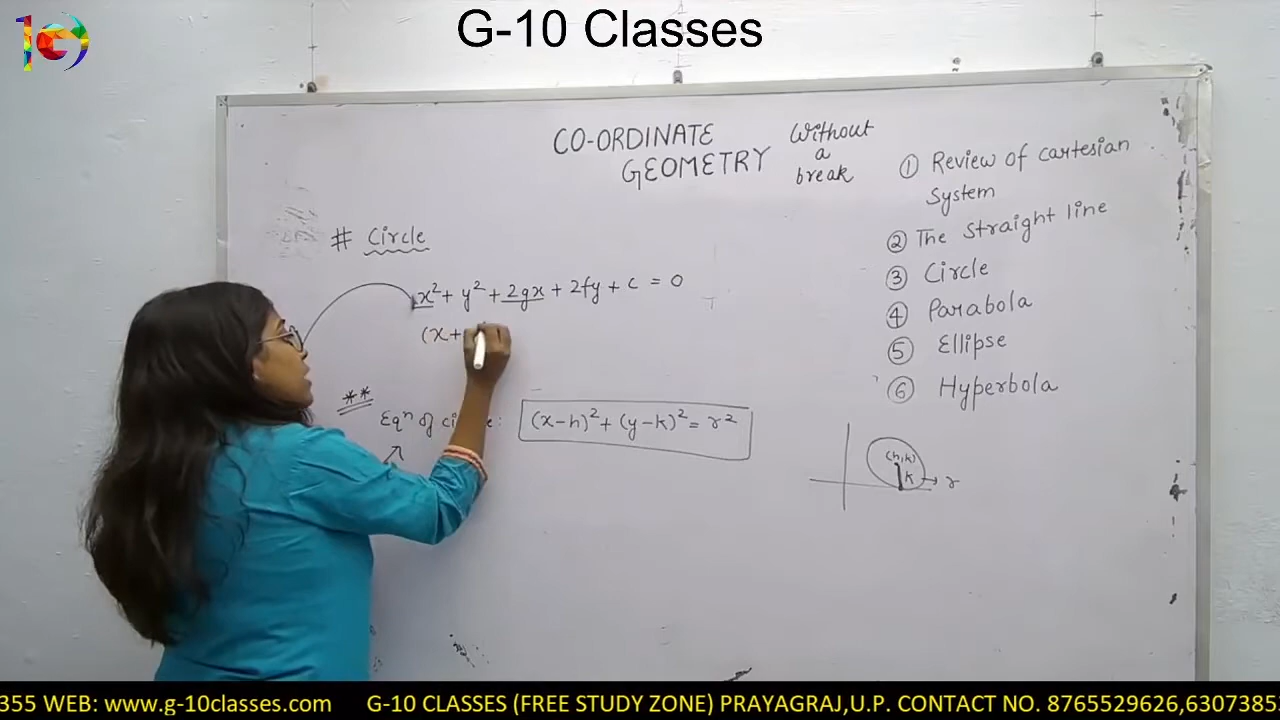 G-10 Classes
CO-ORDINATE
GEOMETRY
Without
a
break
① Review of cartesian
system
② The straight line
③ Circle
④ Parabola
⑤ Ellipse
⑥ Hyperbola
# Circle
x² + y² + 2gx + 2fy + c = 0
(x+
**
Eqⁿ of
(x-h)² + (y-k)² = r²
(h,k)
k
r
355 WEB: www.g-10classes.com G-10 CLASSES (FREE STUDY ZONE) PRAYAGRAJ,U.P. CONTACT NO. 8765529626,6307385